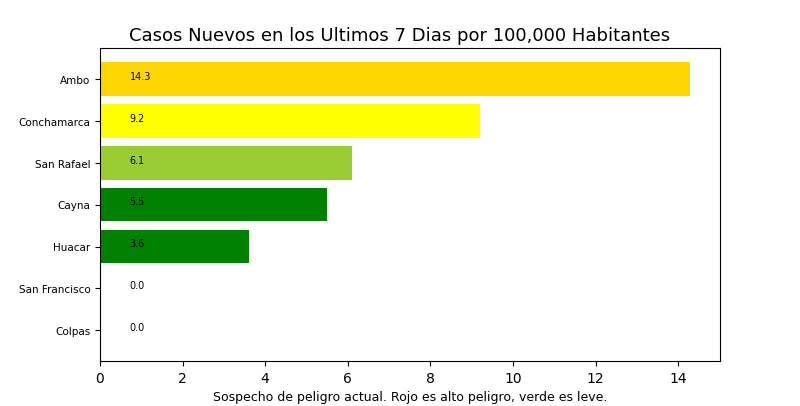 Casos Nuevos en los Ultimos 7 Dias por 100,000 Habitantes
Ambo 14.3
Conchamarca 9.2
San Rafael 6.1
Cayna 5.5
Huacar 3.6
San Francisco 0.0
Colpas 0.0
0 2 4 6 8 10 12 14
Sospecho de peligro actual. Rojo es alto peligro, verde es leve.